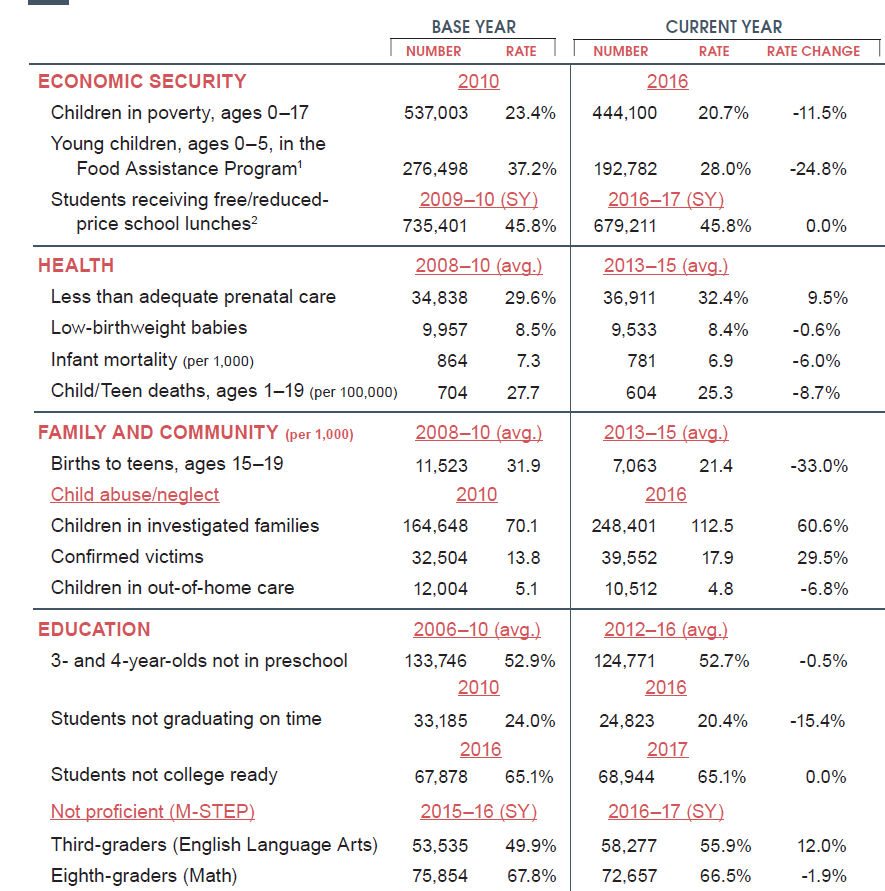 BASE YEAR CURRENT YEAR
NUMBER RATE NUMBER RATE RATE CHANGE
ECONOMIC SECURITY 2010 2016
Children in poverty, ages 0–17 537,003 23.4% 444,100 20.7% -11.5%
Young children, ages 0–5, in the
Food Assistance Program¹ 276,498 37.2% 192,782 28.0% -24.8%
Students receiving free/reduced- 2009–10 (SY) 2016–17 (SY)
price school lunches² 735,401 45.8% 679,211 45.8% 0.0%
HEALTH 2008–10 (avg.) 2013–15 (avg.)
Less than adequate prenatal care 34,838 29.6% 36,911 32.4% 9.5%
Low-birthweight babies 9,957 8.5% 9,533 8.4% -0.6%
Infant mortality (per 1,000) 864 7.3 781 6.9 -6.0%
Child/Teen deaths, ages 1–19 (per 100,000) 704 27.7 604 25.3 -8.7%
FAMILY AND COMMUNITY (per 1,000) 2008–10 (avg.) 2013–15 (avg.)
Births to teens, ages 15–19 11,523 31.9 7,063 21.4 -33.0%
Child abuse/neglect 2010 2016
Children in investigated families 164,648 70.1 248,401 112.5 60.6%
Confirmed victims 32,504 13.8 39,552 17.9 29.5%
Children in out-of-home care 12,004 5.1 10,512 4.8 -6.8%
EDUCATION 2006–10 (avg.) 2012–16 (avg.)
3- and 4-year-olds not in preschool 133,746 52.9% 124,771 52.7% -0.5%
2010 2016
Students not graduating on time 33,185 24.0% 24,823 20.4% -15.4%
2016 2017
Students not college ready 67,878 65.1% 68,944 65.1% 0.0%
Not proficient (M-STEP) 2015–16 (SY) 2016–17 (SY)
Third-graders (English Language Arts) 53,535 49.9% 58,277 55.9% 12.0%
Eighth-graders (Math) 75,854 67.8% 72,657 66.5% -1.9%